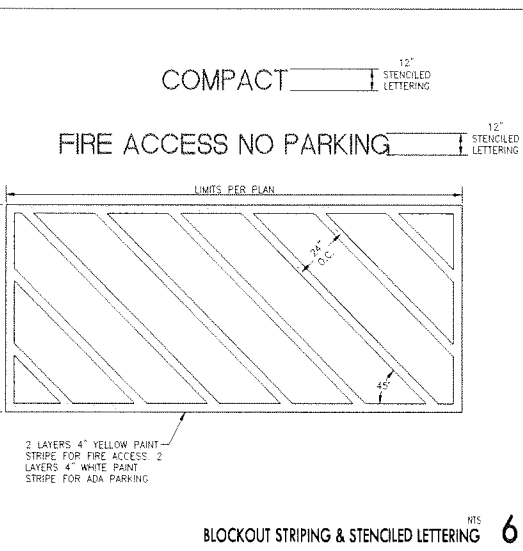 12"
COMPACT STENCILED
LETTERING
12"
FIRE ACCESS NO PARKING STENCILED
LETTERING
LIMITS PER PLAN
24"
O.C.
45°
2 LAYERS 4" YELLOW PAINT
STRIPE FOR FIRE ACCESS. 2
LAYERS 4" WHITE PAINT
STRIPE FOR ADA PARKING
NTS
BLOCKOUT STRIPING & STENCILED LETTERING 6